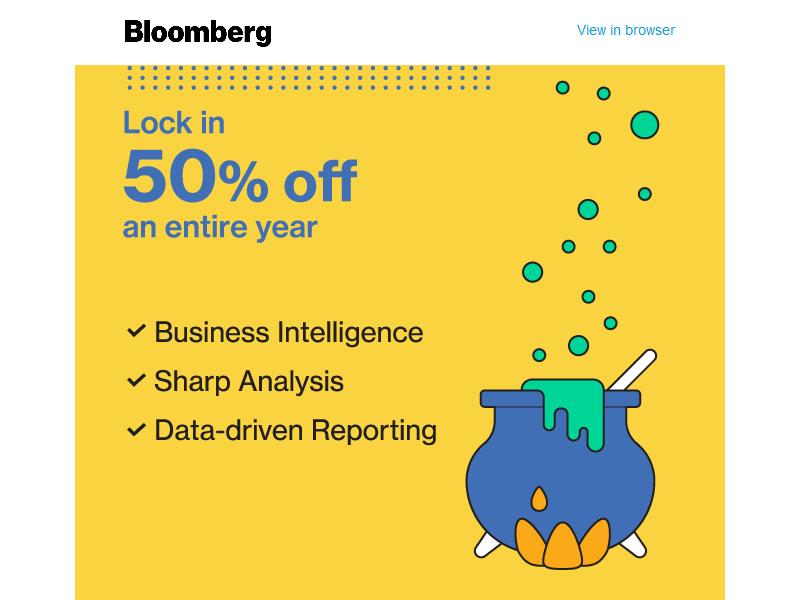 Bloomberg
View in browser
Lock in
50% off
an entire year
Business Intelligence
Sharp Analysis
Data-driven Reporting